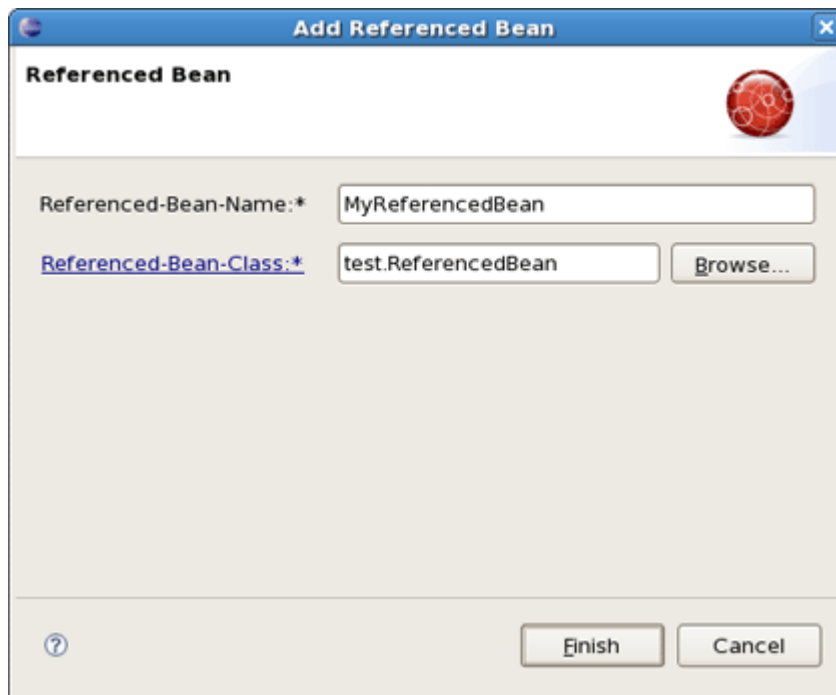 Add Referenced Bean
Referenced Bean
Referenced-Bean-Name:* MyReferencedBean
Referenced-Bean-Class:* test.ReferencedBean Browse...
? Finish Cancel